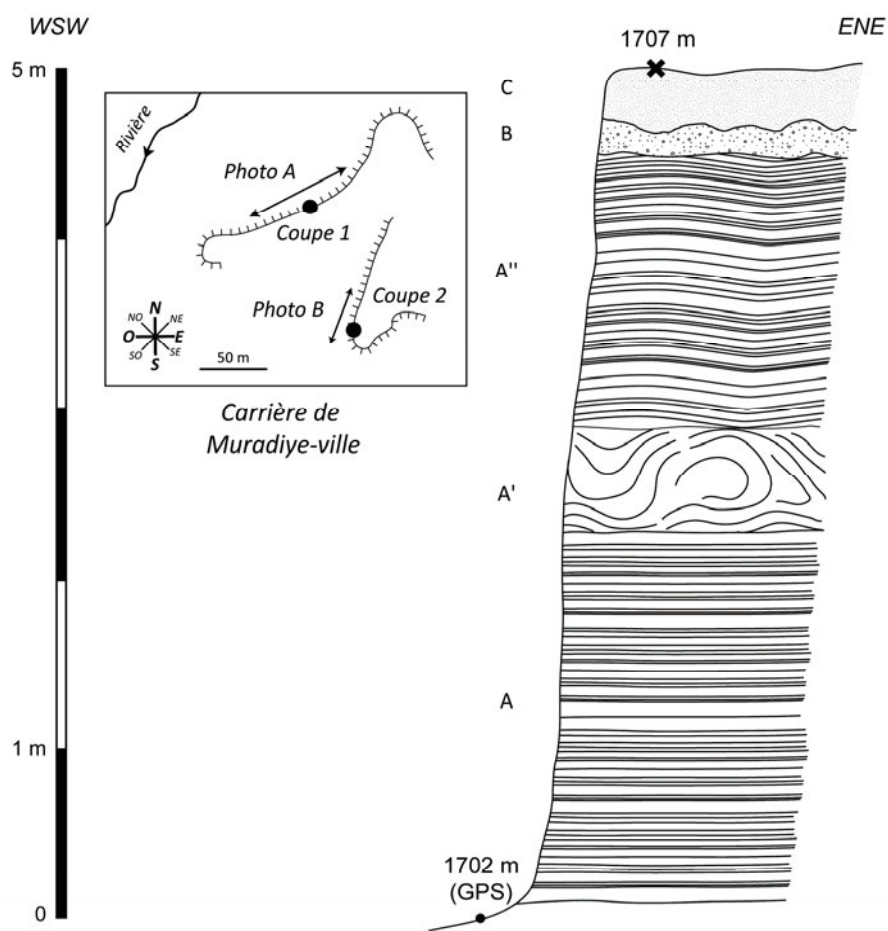 WSW
ENE
1707 m
5 m
C
B
Rivière
Photo A
Coupe 1
A''
Photo B
Coupe 2
N
NO
NE
O
E
SO
SE
S
50 m
Carrière de
Muradiye-ville
A'
A
1 m
1702 m
(GPS)
0